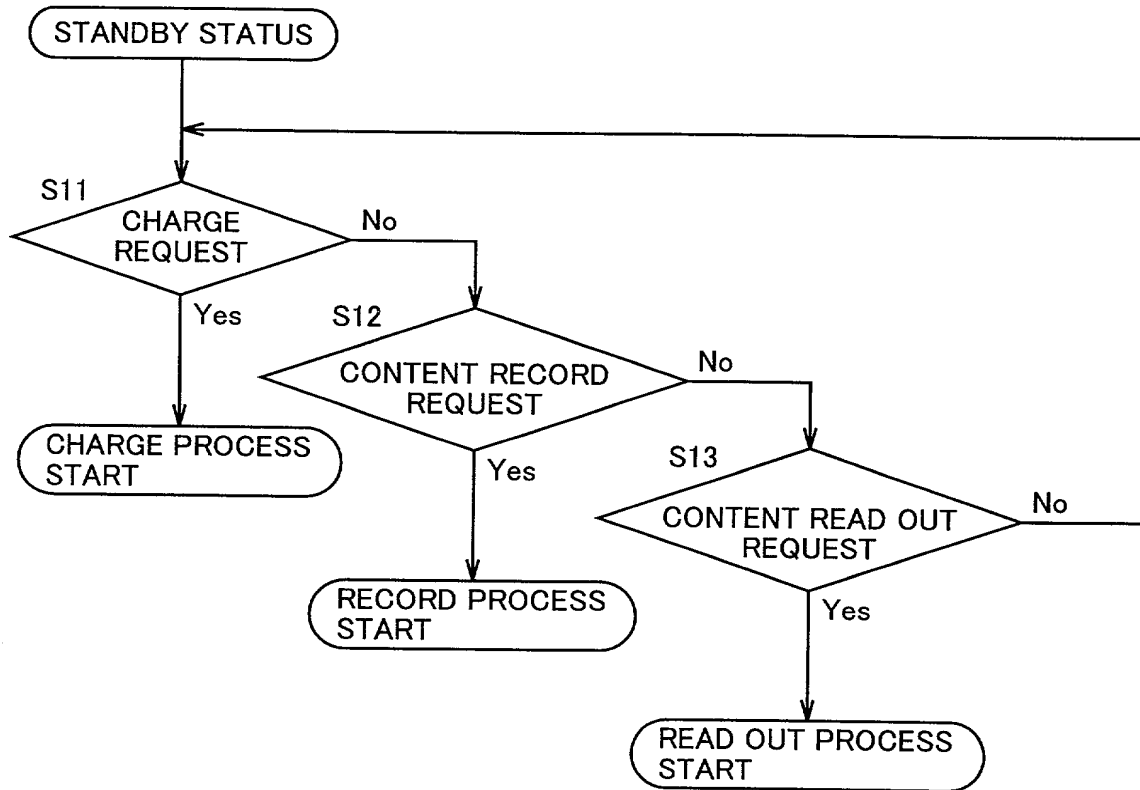 STANDBY STATUS
S11
CHARGE
REQUEST
No
Yes
S12
CONTENT RECORD
REQUEST
No
CHARGE PROCESS
START
Yes
S13
CONTENT READ OUT
REQUEST
No
RECORD PROCESS
START
Yes
READ OUT PROCESS
START